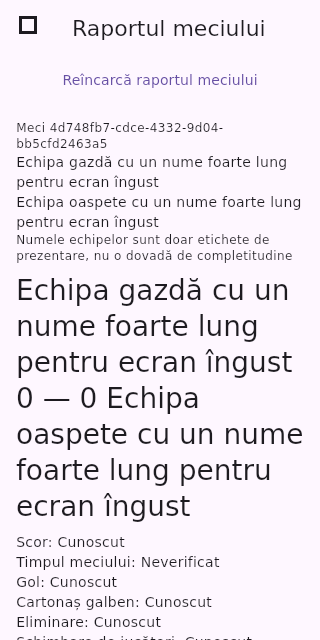 Raportul meciului
Reîncarcă raportul meciului
Meci 4d748fb7-cdce-4332-9d04-
bb5cfd2463a5
Echipa gazdă cu un nume foarte lung
pentru ecran îngust
Echipa oaspete cu un nume foarte lung
pentru ecran îngust
Numele echipelor sunt doar etichete de
prezentare, nu o dovadă de completitudine
Echipa gazdă cu un
nume foarte lung
pentru ecran îngust
0 — 0 Echipa
oaspete cu un nume
foarte lung pentru
ecran îngust
Scor: Cunoscut
Timpul meciului: Neverificat
Gol: Cunoscut
Cartonaș galben: Cunoscut
Eliminare: Cunoscut
Schimbare de jucători: Cunoscut